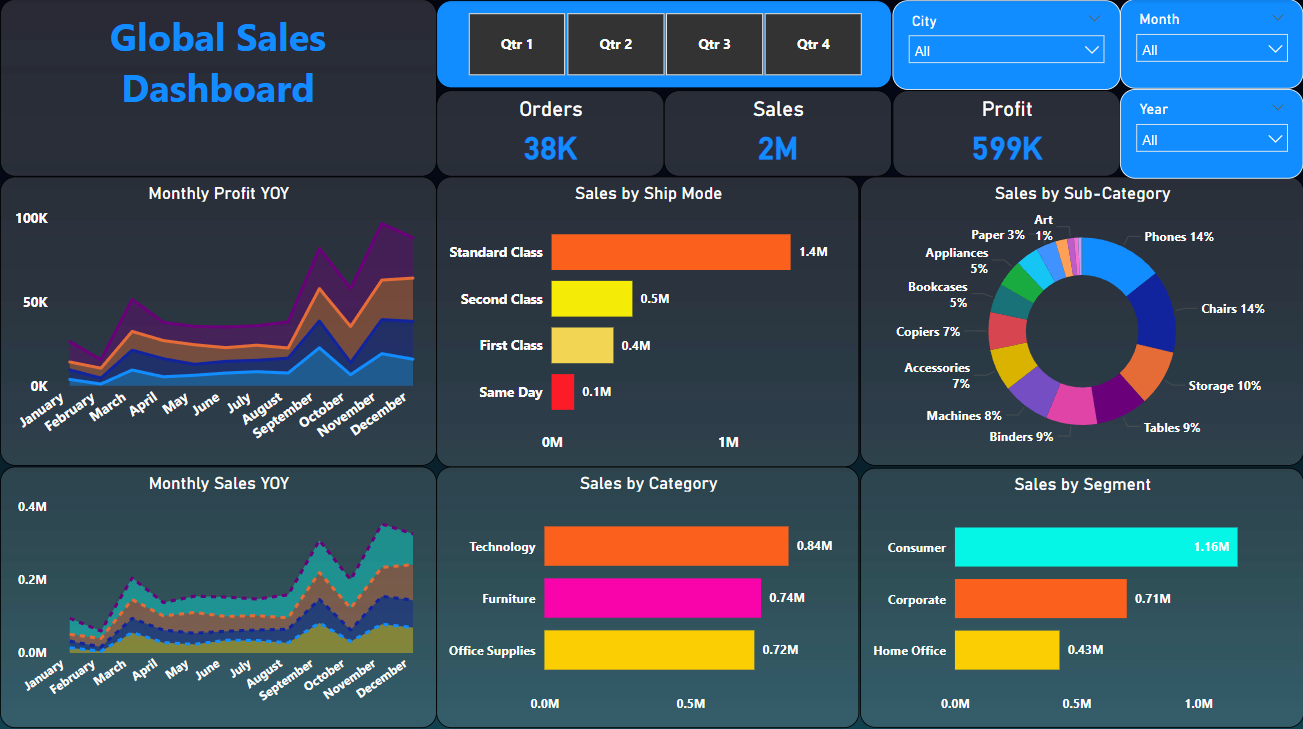 Global Sales
Dashboard
Qtr 1
Qtr 2
Qtr 3
Qtr 4
City
All
Month
All
Orders
38K
Sales
2M
Profit
599K
Year
All
Monthly Profit YOY
100K
50K
0K
January
February
March
April
May
June
July
August
September
October
November
December
Sales by Ship Mode
Standard Class
1.4M
Second Class
0.5M
First Class
0.4M
Same Day
0.1M
0M
1M
Sales by Sub-Category
Art
1%
Paper 3%
Appliances
5%
Bookcases
5%
Copiers 7%
Accessories
7%
Machines 8%
Binders 9%
Phones 14%
Chairs 14%
Storage 10%
Tables 9%
Monthly Sales YOY
0.4M
0.2M
0.0M
January
February
March
April
May
June
July
August
September
October
November
December
Sales by Category
Technology
0.84M
Furniture
0.74M
Office Supplies
0.72M
0.0M
0.5M
Sales by Segment
Consumer
1.16M
Corporate
0.71M
Home Office
0.43M
0.0M
0.5M
1.0M